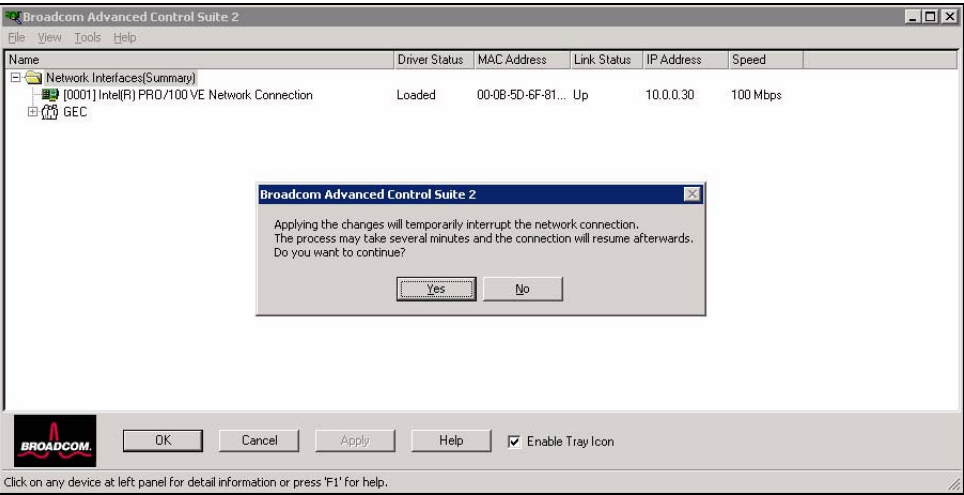 Broadcom Advanced Control Suite 2
File View Tools Help
Name Driver Status MAC Address Link Status IP Address Speed
Network Interfaces(Summary)
[0001] Intel(R) PRO/100 VE Network Connection Loaded 00-0B-5D-6F-81... Up 10.0.0.30 100 Mbps
GEC
Broadcom Advanced Control Suite 2
Applying the changes will temporarily interrupt the network connection.
The process may take several minutes and the connection will resume afterwards.
Do you want to continue?
Yes No
BROADCOM. OK Cancel Apply Help Enable Tray Icon
Click on any device at left panel for detail information or press 'F1' for help.